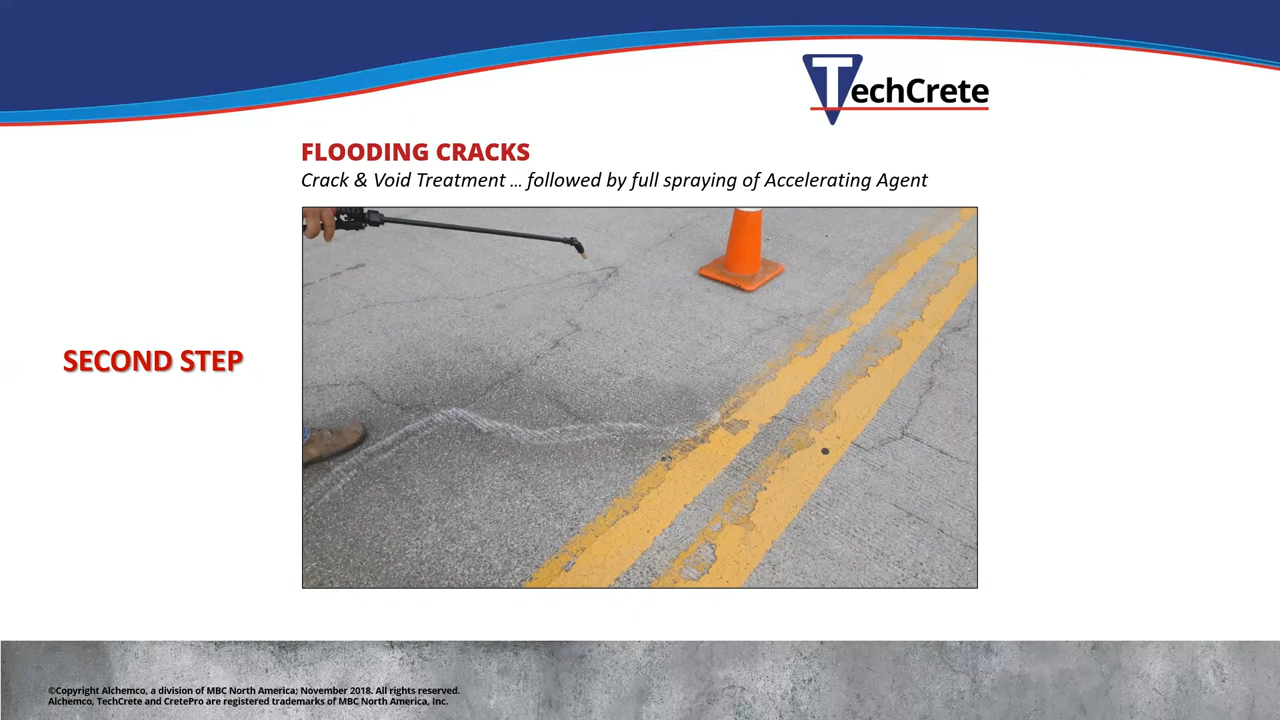 TechCrete
FLOODING CRACKS
Crack & Void Treatment ... followed by full spraying of Accelerating Agent
SECOND STEP
©Copyright Alchemco, a division of MBC North America; November 2018. All rights reserved.
Alchemco, TechCrete and CretePro are registered trademarks of MBC North America, Inc.